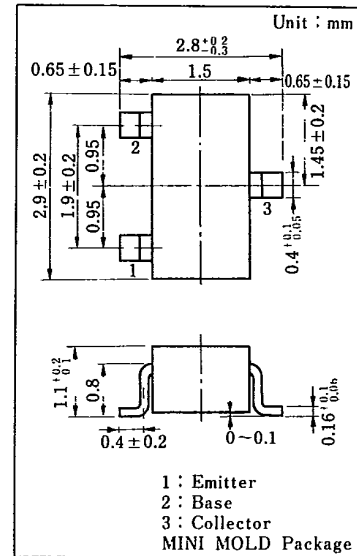 Unit : mm
2.8 +0.2 -0.3
0.65±0.15
1.5
0.65±0.15
2.9±0.2
1.9±0.2
0.95
0.95
2
1
3
1.45±0.2
0.4 +0.1 -0.05
1.1 +0.2 -0.1
0.8
0.4±0.2
0~0.1
0.16 +0.1 -0.06
1 : Emitter
2 : Base
3 : Collector
MINI MOLD Package